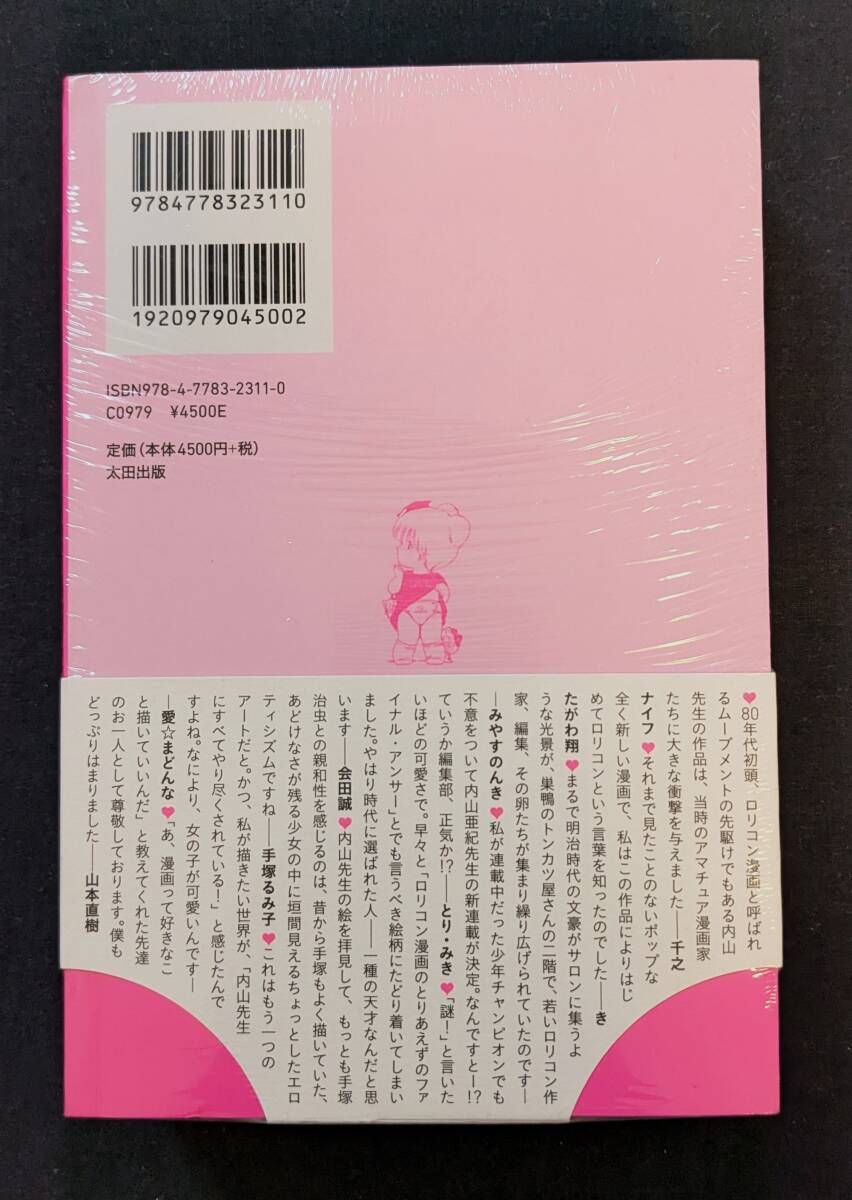 9784778323110
1920979045002
ISBN978-4-7783-2311-0
C0979 ¥4500E
定価(本体4500円+税)
太田出版
♥80年代初頭、ロリコン漫画と呼ばれ
るムーブメントの先駆けでもある内山
先生の作品は、当時のアマチュア漫画家
たちに大きな衝撃を与えました――千之
ナイフ♥それまで見たことのないポップな
全く新しい漫画で、私はこの作品によりはじ
めてロリコンという言葉を知ったのでした――き
たがわ翔♥まるで明治時代の文豪がサロンに集うよ
うな光景が、巣鴨のトンカツ屋さんの二階で、若いロリコン作
家、編集、その卵たちが集まり繰り広げられていたのです―
―みやすのんき♥私が連載中だった少年チャンピオンでも
不意をついて内山亜紀先生の新連載が決定。なんですとー!?
ていうか編集部、正気か!?――とり・みき♥「謎!」と言いた
いほどの可愛さで。早々と「ロリコン漫画のとりあえずのファ
イナル・アンサー」とでも言うべき絵柄にたどり着いてしまい
ました。やはり時代に選ばれた人――一種の天才なんだと思
います――会田誠♥内山先生の絵を拝見して、もっとも手塚
治虫との親和性を感じるのは、昔から手塚もよく描いていた、
あどけなさが残る少女の中に垣間見えるちょっとしたエロ
ティシズムですね――手塚るみ子♥これはもう一つの
アートだと。かつ、私が描きたい世界が、「内山先生
にすべてやり尽くされている!」と感じたんで
すよね。なにより、女の子が可愛いんです―
―愛☆まどんな♥「あ、漫画って好きなこ
と描いていいんだ」と教えてくれた先達
のお一人として尊敬しております。僕も
どっぷりはまりました――山本直樹